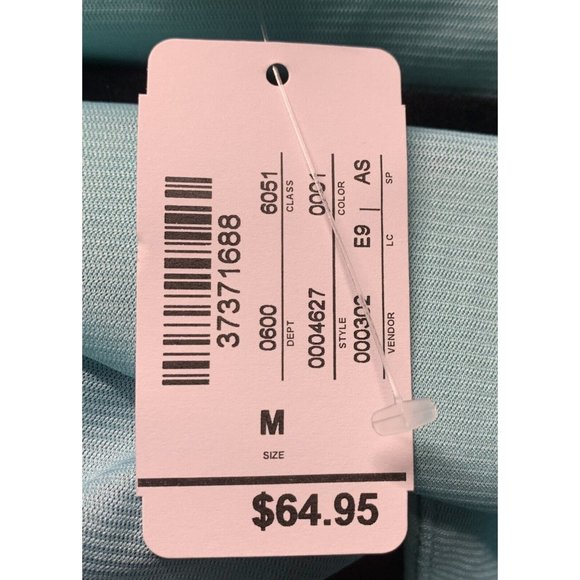 37371688
0600 6051
DEPT CLASS
0004627 0001
STYLE COLOR
000302 E9 | AS
VENDOR LC SP
M
SIZE
$64.95